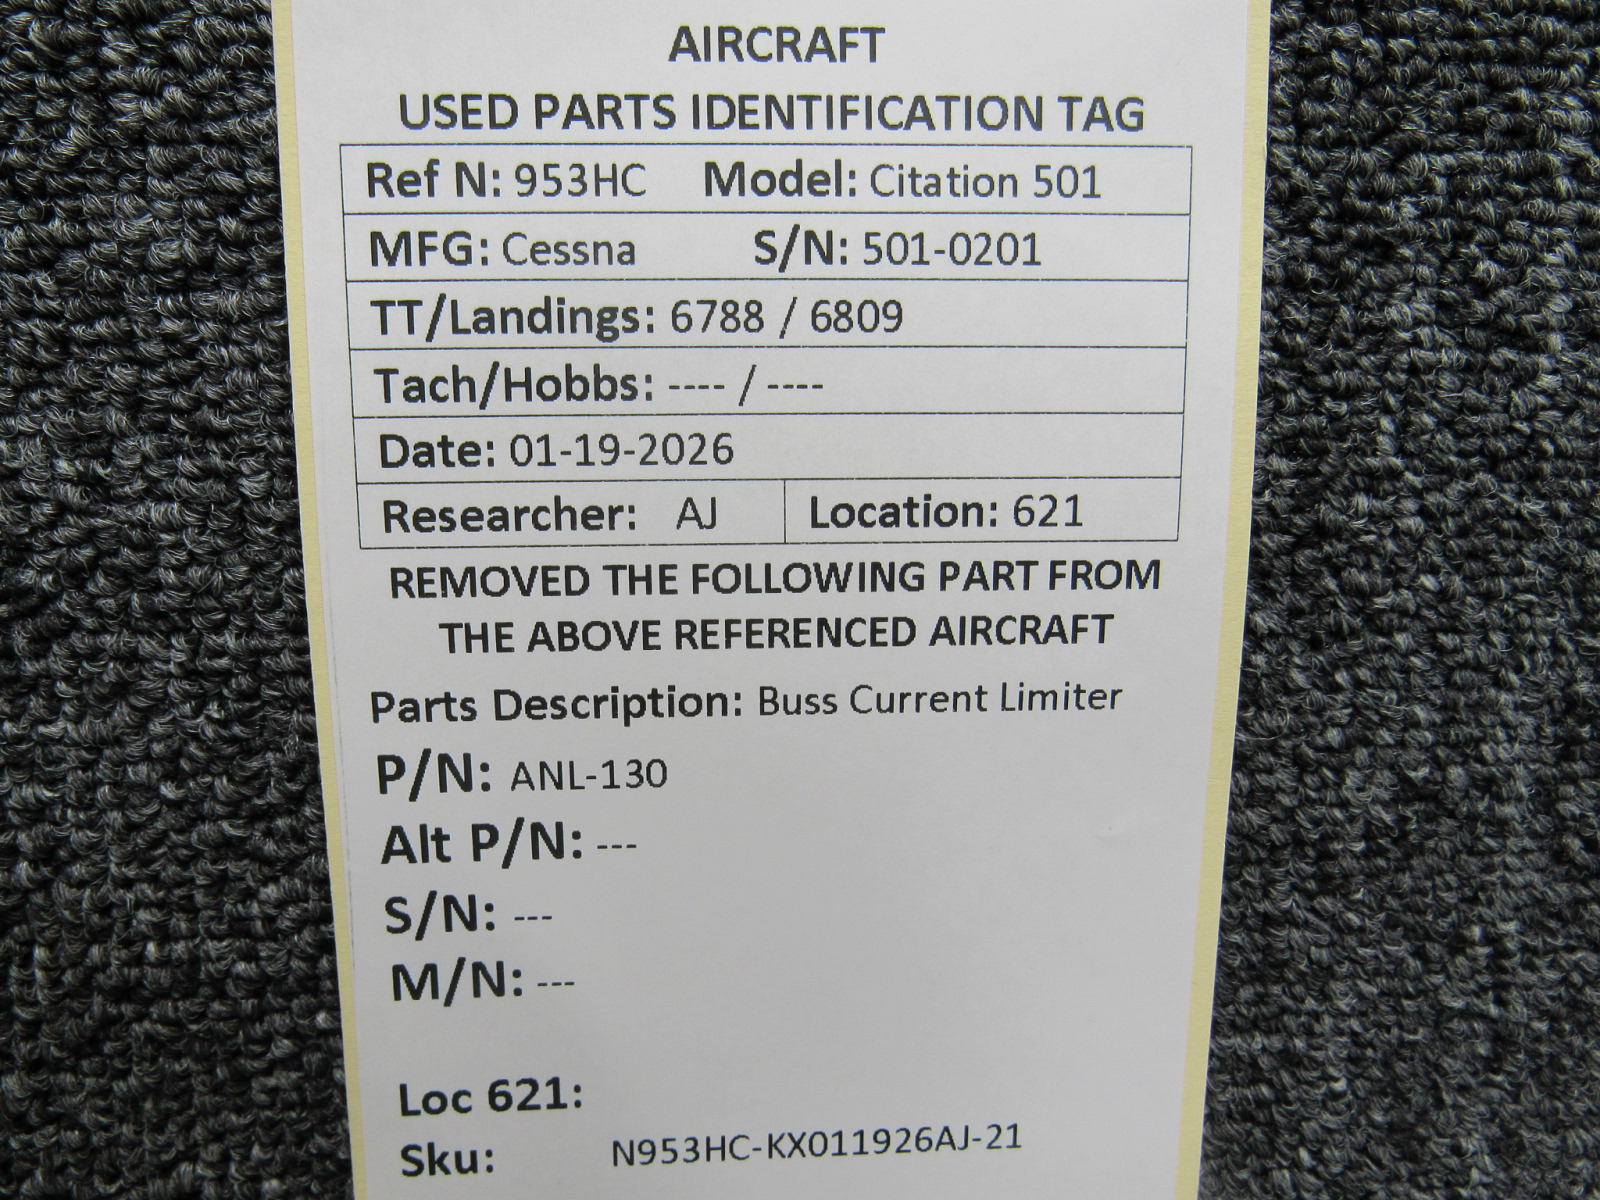 AIRCRAFT
USED PARTS IDENTIFICATION TAG
Ref N: 953HC Model: Citation 501
MFG: Cessna S/N: 501-0201
TT/Landings: 6788 / 6809
Tach/Hobbs: ---- / ----
Date: 01-19-2026
Researcher: AJ Location: 621
REMOVED THE FOLLOWING PART FROM
THE ABOVE REFERENCED AIRCRAFT
Parts Description: Buss Current Limiter
P/N: ANL-130
Alt P/N: ---
S/N: ---
M/N: ---
Loc 621:
Sku: N953HC-KX011926AJ-21